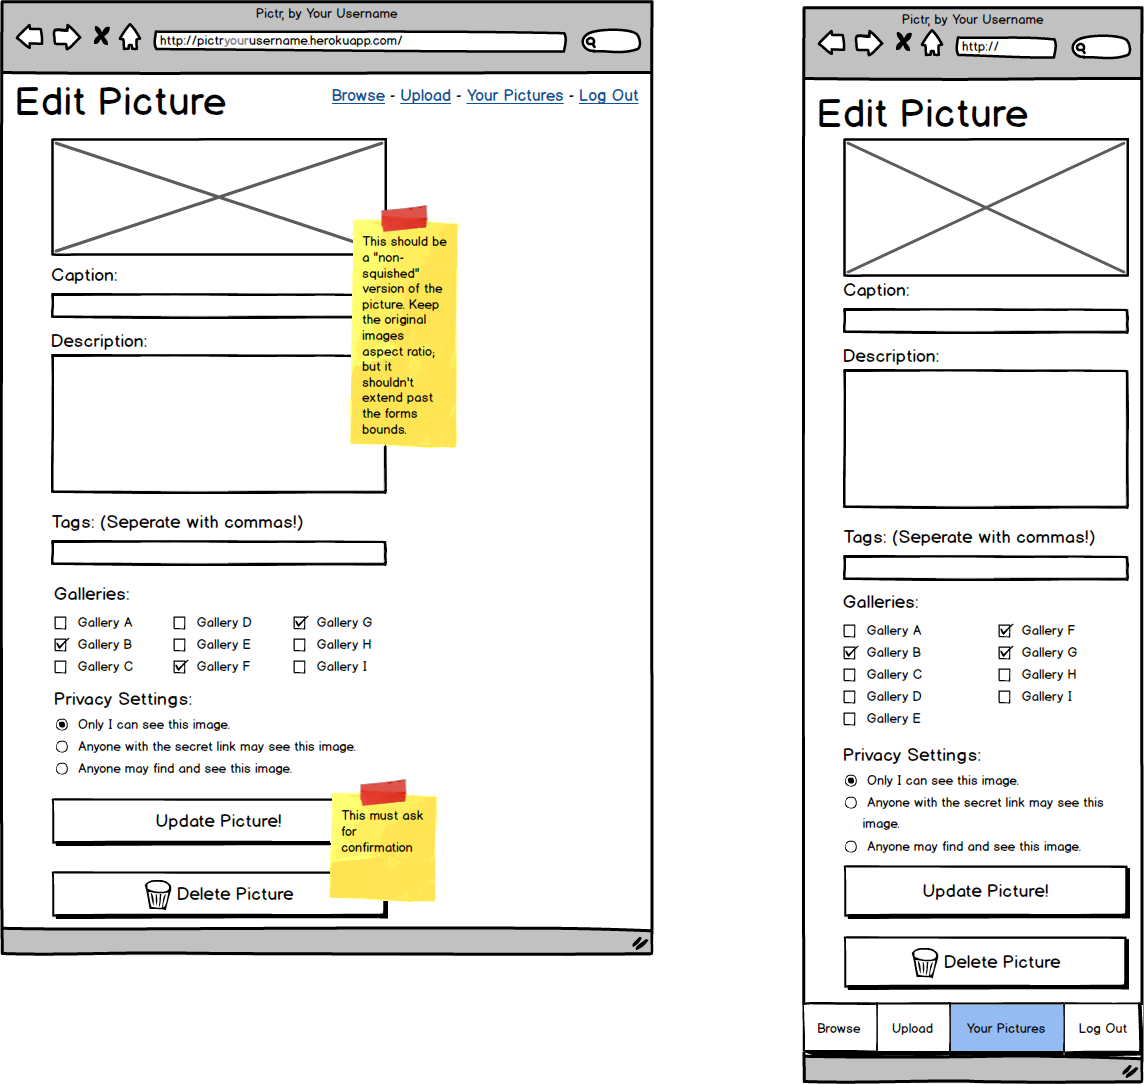 Pictr, by Your Username
http://pictryourusername.herokuapp.com/
Edit Picture
Browse - Upload - Your Pictures - Log Out
This should be
a "non-
squished"
version of the
picture. Keep
the original
images
aspect ratio;
but it
shouldn't
extend past
the forms
bounds.
Caption:
Description:
Tags: (Seperate with commas!)
Galleries:
Gallery A Gallery D Gallery G
Gallery B Gallery E Gallery H
Gallery C Gallery F Gallery I
Privacy Settings:
Only I can see this image.
Anyone with the secret link may see this image.
Anyone may find and see this image.
Update Picture!
This must ask
for
confirmation
Delete Picture
Pictr, by Your Username
http://
Edit Picture
Caption:
Description:
Tags: (Seperate with commas!)
Galleries:
Gallery A Gallery F
Gallery B Gallery G
Gallery C Gallery H
Gallery D Gallery I
Gallery E
Privacy Settings:
Only I can see this image.
Anyone with the secret link may see this
image.
Anyone may find and see this image.
Update Picture!
Delete Picture
Browse Upload Your Pictures Log Out